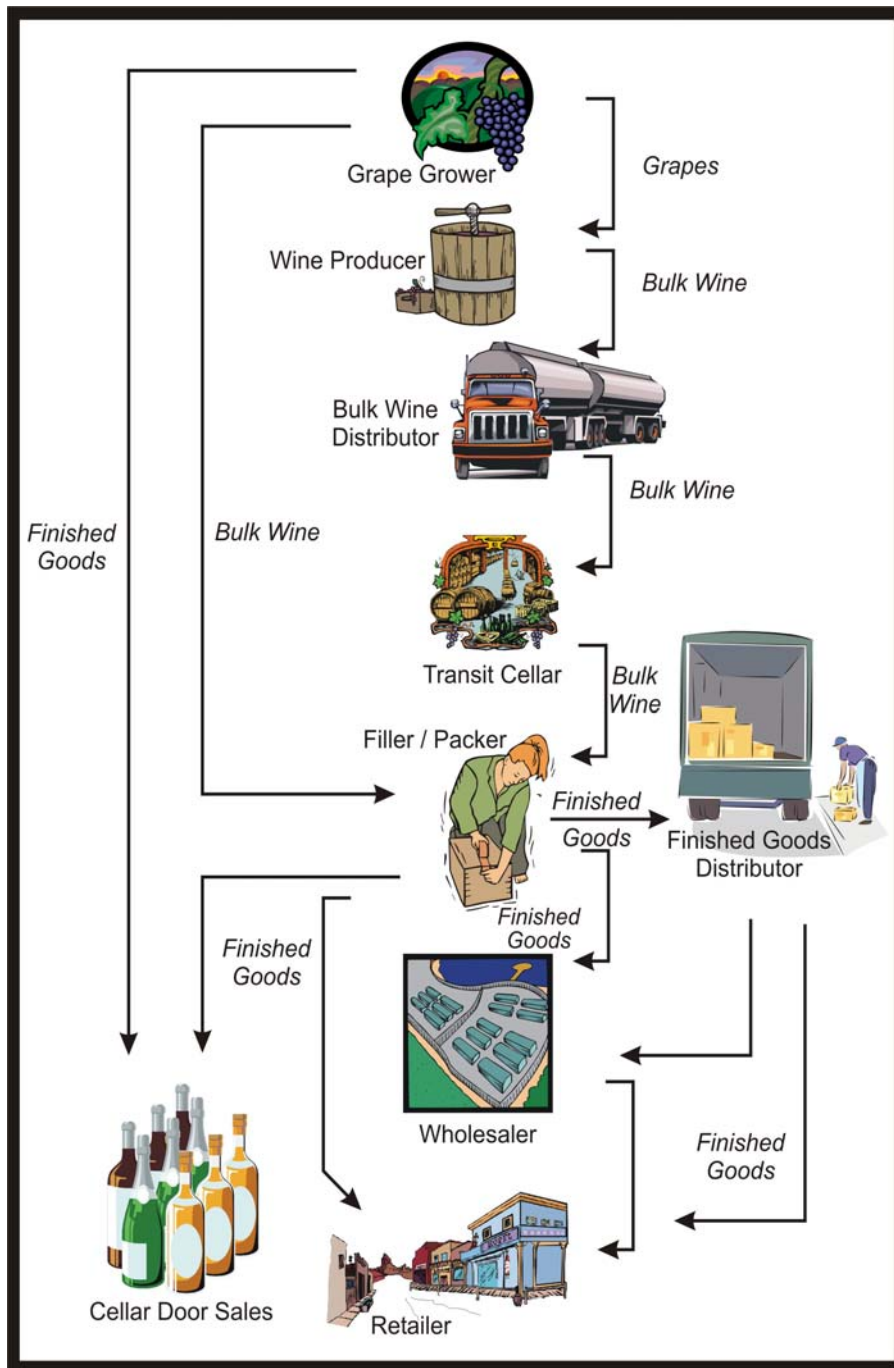 Grape Grower
Grapes
Wine Producer
Bulk Wine
Bulk Wine
Distributor
Bulk Wine
Finished
Goods
Bulk Wine
Transit Cellar
Bulk
Wine
Filler / Packer
Finished
Goods
Finished Goods
Distributor
Finished
Goods
Finished
Goods
Wholesaler
Finished
Goods
Cellar Door Sales
Retailer